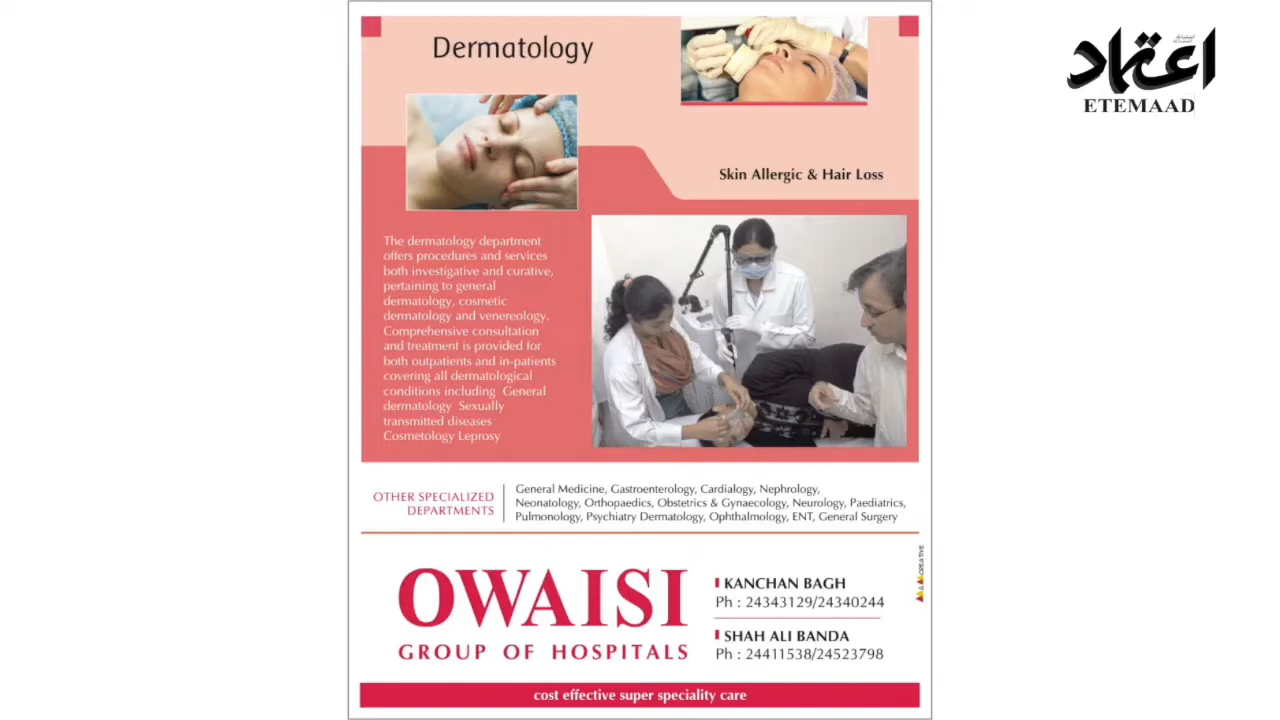 Dermatology
Skin Allergic & Hair Loss
The dermatology department
offers procedures and services
both investigative and curative,
pertaining to general
dermatology, cosmetic
dermatology and venereology.
Comprehensive consultation
and treatment is provided for
both outpatients and in-patients
covering all dermatological
conditions including General
dermatology Sexually
transmitted diseases
Cosmetology Leprosy
OTHER SPECIALIZED
DEPARTMENTS
General Medicine, Gastroenterology, Cardialogy, Nephrology,
Neonatology, Orthopaedics, Obstetrics & Gynaecology, Neurology, Paediatrics,
Pulmonology, Psychiatry Dermatology, Ophthalmology, ENT, General Surgery
OWAISI
GROUP OF HOSPITALS
KANCHAN BAGH
Ph : 24343129/24340244
SHAH ALI BANDA
Ph : 24411538/24523798
cost effective super speciality care
اعتماد
ETEMAAD